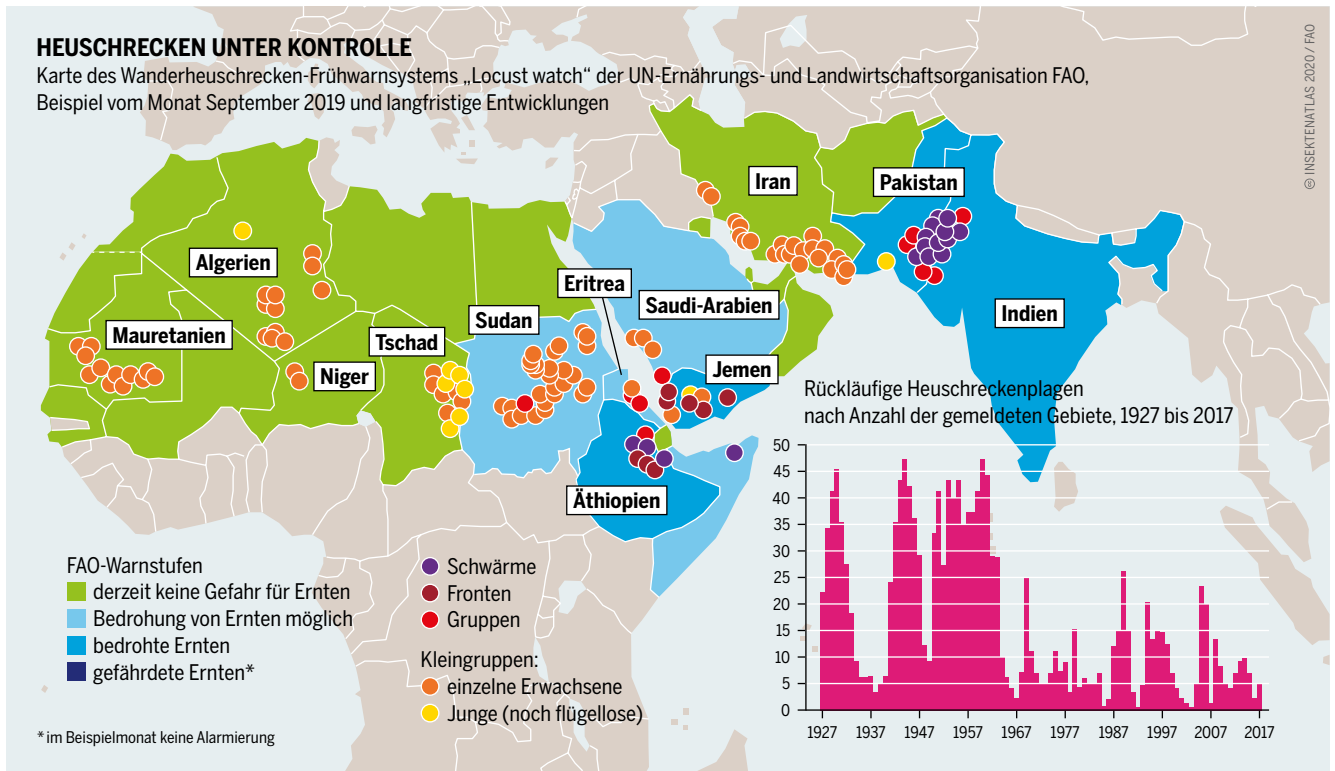 HEUSCHRECKEN UNTER KONTROLLE
Karte des Wanderheuschrecken-Frühwarnsystems „Locust watch“ der UN-Ernährungs- und Landwirtschaftsorganisation FAO,
Beispiel vom Monat September 2019 und langfristige Entwicklungen
© INSEKTENATLAS 2020 / FAO
Iran
Pakistan
Algerien
Eritrea
Saudi-Arabien
Indien
Mauretanien
Sudan
Tschad
Niger
Jemen
Äthiopien
Rückläufige Heuschreckenplagen
nach Anzahl der gemeldeten Gebiete, 1927 bis 2017
50
45
40
35
30
25
20
15
10
5
0
1927 1937 1947 1957 1967 1977 1987 1997 2007 2017
FAO-Warnstufen
derzeit keine Gefahr für Ernten
Bedrohung von Ernten möglich
bedrohte Ernten
gefährdete Ernten*
Schwärme
Fronten
Gruppen
Kleingruppen:
einzelne Erwachsene
Junge (noch flügellose)
* im Beispielmonat keine Alarmierung